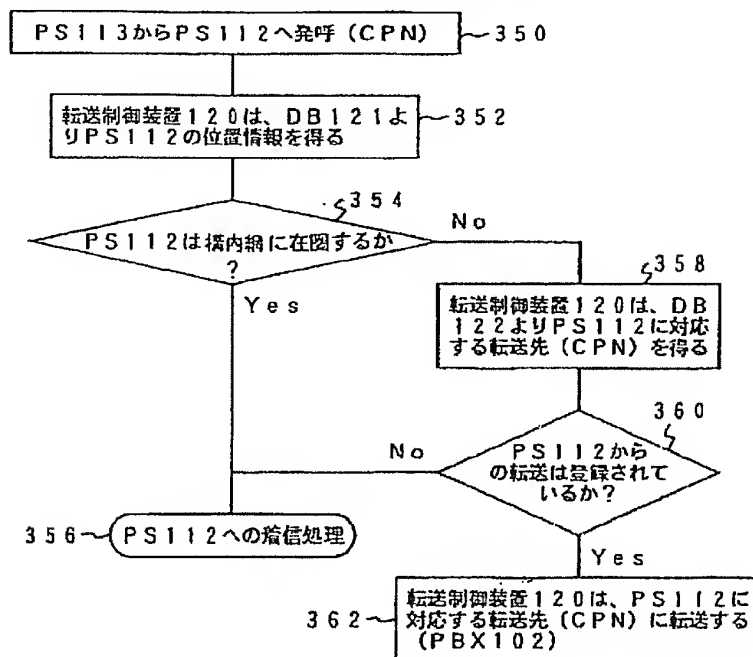 PS113からPS112へ発呼(CPN)
350
転送制御装置120は、DB121よ
りPS112の位置情報を得る
352
354
PS112は構内網に在圏するか
?
No
Yes
358
転送制御装置120は、DB
122よりPS112に対応
する転送先(CPN)を得る
360
PS112から
の転送は登録されて
いるか?
No
Yes
356
PS112への着信処理
362
転送制御装置120は、PS112に
対応する転送先(CPN)に転送する
(PBX102)